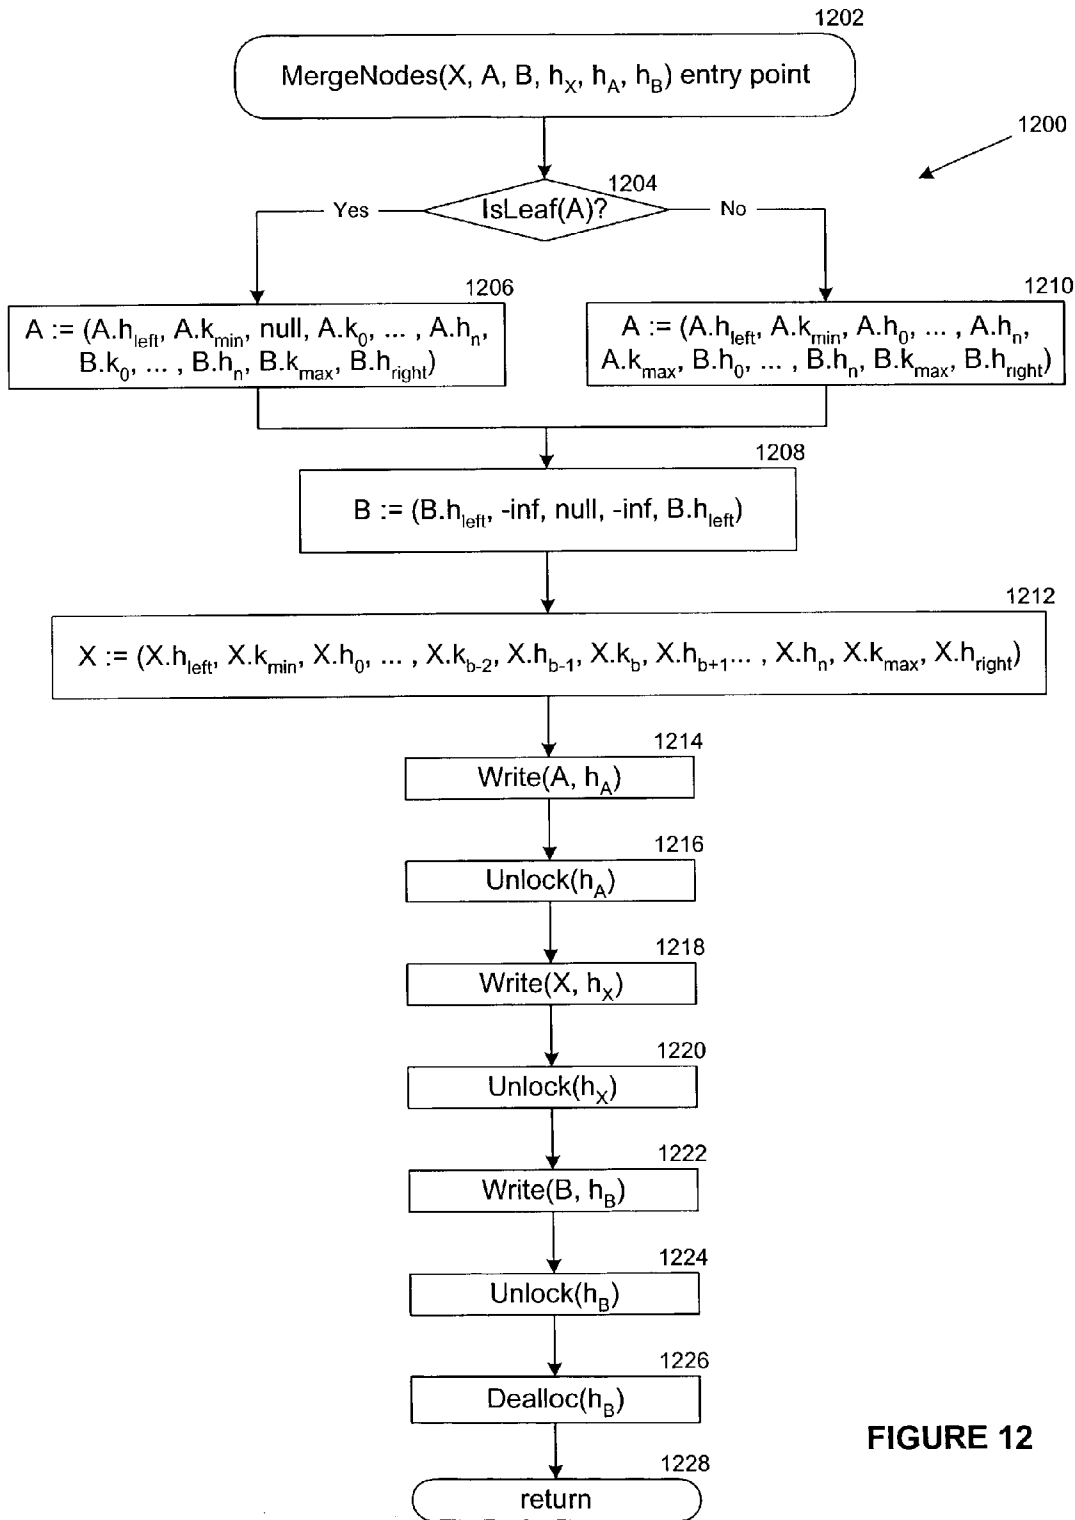 1202
MergeNodes(X, A, B, hX, hA, hB) entry point
1200
1204
IsLeaf(A)?
Yes
No
1206
A := (A.hleft, A.kmin, null, A.k0, ... , A.hn,
B.k0, ... , B.hn, B.kmax, B.hright)
1210
A := (A.hleft, A.kmin, A.h0, ... , A.hn,
A.kmax, B.h0, ... , B.hn, B.kmax, B.hright)
1208
B := (B.hleft, -inf, null, -inf, B.hleft)
1212
X := (X.hleft, X.kmin, X.h0, ... , X.kb-2, X.hb-1, X.kb, X.hb+1... , X.hn, X.kmax, X.hright)
1214
Write(A, hA)
1216
Unlock(hA)
1218
Write(X, hX)
1220
Unlock(hX)
1222
Write(B, hB)
1224
Unlock(hB)
1226
Dealloc(hB)
FIGURE 12
1228
return